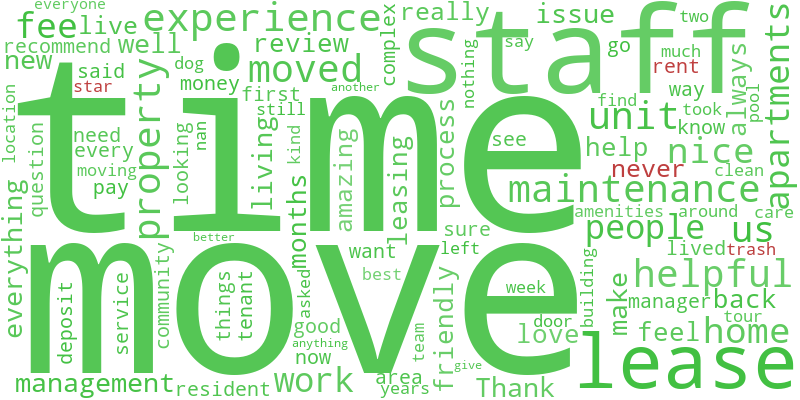 everyone
fee
live
experience
recommend
well
review
new
said
dog
moved
star
money
first
another
still
complex
really
issue
two
staff
say
go
much
rent
nothing
way
always
apartments
find
took
pool
unit
know
time
location
question
need
every
moving
pay
property
looking
nan
living
kind
amazing
leasing
process
see
help
nice
never
clean
maintenance
amenities
around
care
people
us
everything
months
better
sure
want
left
lived
trash
move
community
best
helpful
building
make
manager
back
tour
deposit
service
things
tenant
asked
good
anything
now
team
friendly
week
door
love
feel
home
management
resident
work
area
years
give
Thank
lease